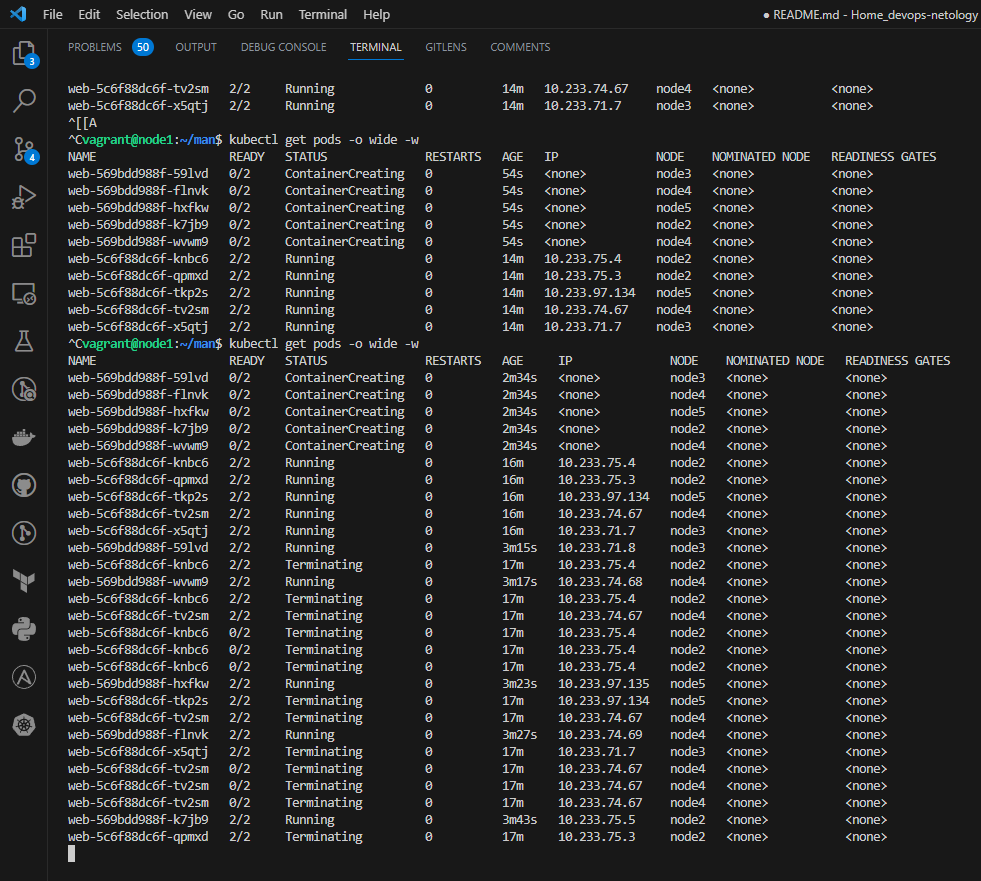 File Edit Selection View Go Run Terminal Help ● README.md - Home_devops-netology
PROBLEMS 50 OUTPUT DEBUG CONSOLE TERMINAL GITLENS COMMENTS
3
4
web-5c6f88dc6f-tv2sm 2/2 Running 0 14m 10.233.74.67 node4 <none> <none>
web-5c6f88dc6f-x5qtj 2/2 Running 0 14m 10.233.71.7 node3 <none> <none>
^[[A
^Cvagrant@node1:~/man$ kubectl get pods -o wide -w
NAME READY STATUS RESTARTS AGE IP NODE NOMINATED NODE READINESS GATES
web-569bdd988f-59lvd 0/2 ContainerCreating 0 54s <none> node3 <none> <none>
web-569bdd988f-flnvk 0/2 ContainerCreating 0 54s <none> node4 <none> <none>
web-569bdd988f-hxfkw 0/2 ContainerCreating 0 54s <none> node5 <none> <none>
web-569bdd988f-k7jb9 0/2 ContainerCreating 0 54s <none> node2 <none> <none>
web-569bdd988f-wvwm9 0/2 ContainerCreating 0 54s <none> node4 <none> <none>
web-5c6f88dc6f-knbc6 2/2 Running 0 14m 10.233.75.4 node2 <none> <none>
web-5c6f88dc6f-qpmxd 2/2 Running 0 14m 10.233.75.3 node2 <none> <none>
web-5c6f88dc6f-tkp2s 2/2 Running 0 14m 10.233.97.134 node5 <none> <none>
web-5c6f88dc6f-tv2sm 2/2 Running 0 14m 10.233.74.67 node4 <none> <none>
web-5c6f88dc6f-x5qtj 2/2 Running 0 14m 10.233.71.7 node3 <none> <none>
^Cvagrant@node1:~/man$ kubectl get pods -o wide -w
NAME READY STATUS RESTARTS AGE IP NODE NOMINATED NODE READINESS GATES
web-569bdd988f-59lvd 0/2 ContainerCreating 0 2m34s <none> node3 <none> <none>
web-569bdd988f-flnvk 0/2 ContainerCreating 0 2m34s <none> node4 <none> <none>
web-569bdd988f-hxfkw 0/2 ContainerCreating 0 2m34s <none> node5 <none> <none>
web-569bdd988f-k7jb9 0/2 ContainerCreating 0 2m34s <none> node2 <none> <none>
web-569bdd988f-wvwm9 0/2 ContainerCreating 0 2m34s <none> node4 <none> <none>
web-5c6f88dc6f-knbc6 2/2 Running 0 16m 10.233.75.4 node2 <none> <none>
web-5c6f88dc6f-qpmxd 2/2 Running 0 16m 10.233.75.3 node2 <none> <none>
web-5c6f88dc6f-tkp2s 2/2 Running 0 16m 10.233.97.134 node5 <none> <none>
web-5c6f88dc6f-tv2sm 2/2 Running 0 16m 10.233.74.67 node4 <none> <none>
web-5c6f88dc6f-x5qtj 2/2 Running 0 16m 10.233.71.7 node3 <none> <none>
web-569bdd988f-59lvd 2/2 Running 0 3m15s 10.233.71.8 node3 <none> <none>
web-5c6f88dc6f-knbc6 2/2 Terminating 0 17m 10.233.75.4 node2 <none> <none>
web-569bdd988f-wvwm9 2/2 Running 0 3m17s 10.233.74.68 node4 <none> <none>
web-5c6f88dc6f-knbc6 0/2 Terminating 0 17m 10.233.75.4 node2 <none> <none>
web-5c6f88dc6f-tv2sm 2/2 Terminating 0 17m 10.233.74.67 node4 <none> <none>
web-5c6f88dc6f-knbc6 0/2 Terminating 0 17m 10.233.75.4 node2 <none> <none>
web-5c6f88dc6f-knbc6 0/2 Terminating 0 17m 10.233.75.4 node2 <none> <none>
web-5c6f88dc6f-knbc6 0/2 Terminating 0 17m 10.233.75.4 node2 <none> <none>
web-569bdd988f-hxfkw 2/2 Running 0 3m23s 10.233.97.135 node5 <none> <none>
web-5c6f88dc6f-tkp2s 2/2 Terminating 0 17m 10.233.97.134 node5 <none> <none>
web-5c6f88dc6f-tv2sm 0/2 Terminating 0 17m 10.233.74.67 node4 <none> <none>
web-569bdd988f-flnvk 2/2 Running 0 3m27s 10.233.74.69 node4 <none> <none>
web-5c6f88dc6f-x5qtj 2/2 Terminating 0 17m 10.233.71.7 node3 <none> <none>
web-5c6f88dc6f-tv2sm 0/2 Terminating 0 17m 10.233.74.67 node4 <none> <none>
web-5c6f88dc6f-tv2sm 0/2 Terminating 0 17m 10.233.74.67 node4 <none> <none>
web-5c6f88dc6f-tv2sm 0/2 Terminating 0 17m 10.233.74.67 node4 <none> <none>
web-569bdd988f-k7jb9 2/2 Running 0 3m43s 10.233.75.5 node2 <none> <none>
web-5c6f88dc6f-qpmxd 2/2 Terminating 0 17m 10.233.75.3 node2 <none> <none>